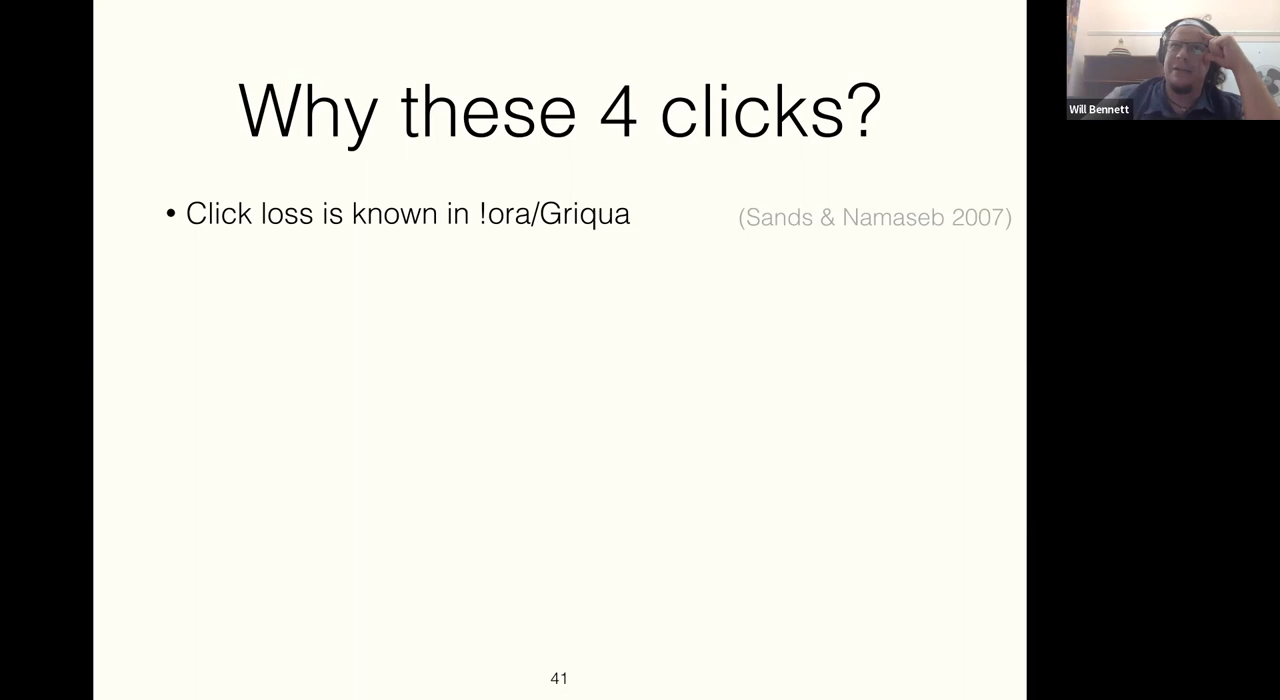 Why these 4 clicks?
• Click loss is known in !ora/Griqua (Sands & Namaseb 2007)
41
Will Bennett